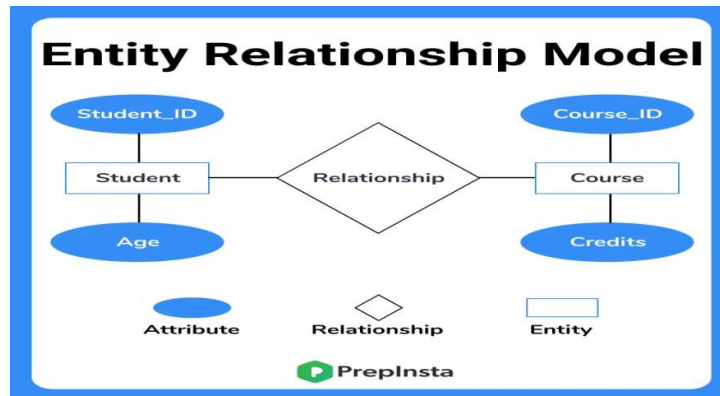 Entity Relationship Model
Student_ID
Course_ID
Student
Relationship
Course
Age
Credits
Attribute
Relationship
Entity
PrepInsta